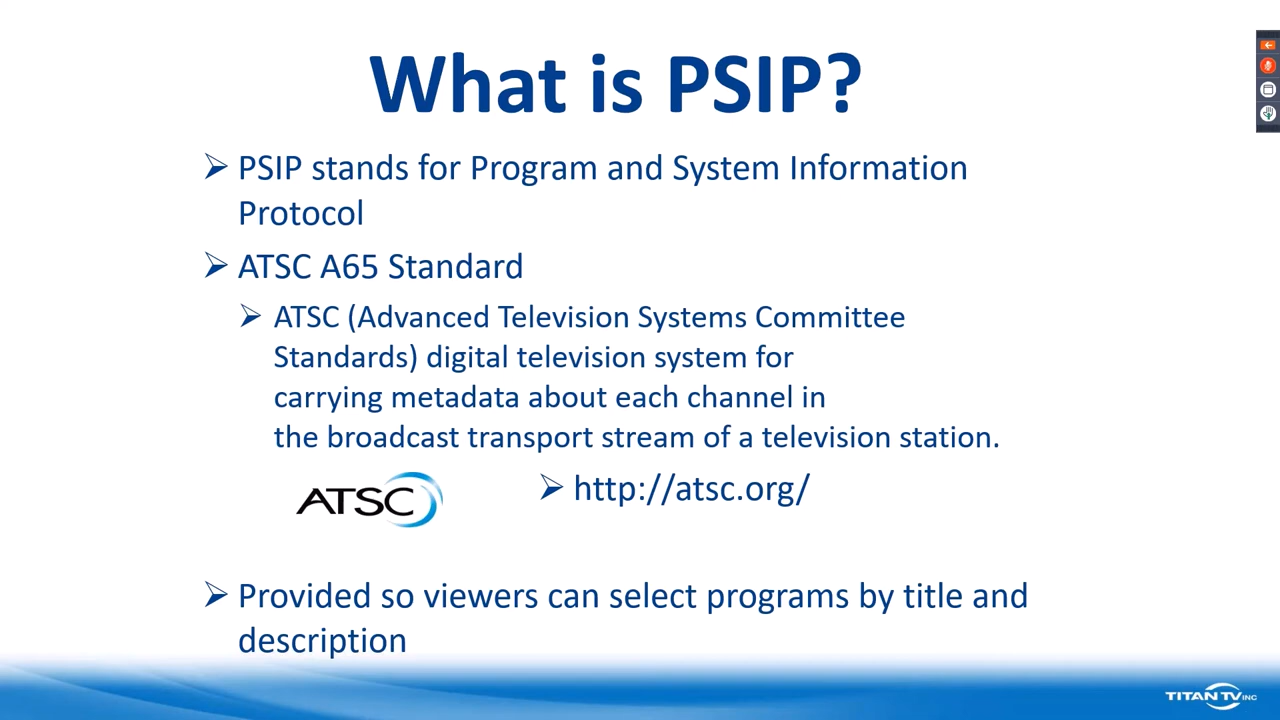 What is PSIP?
PSIP stands for Program and System Information
Protocol
ATSC A65 Standard
ATSC (Advanced Television Systems Committee
Standards) digital television system for
carrying metadata about each channel in
the broadcast transport stream of a television station.
ATSC
http://atsc.org/
Provided so viewers can select programs by title and
description
TITANTV INC